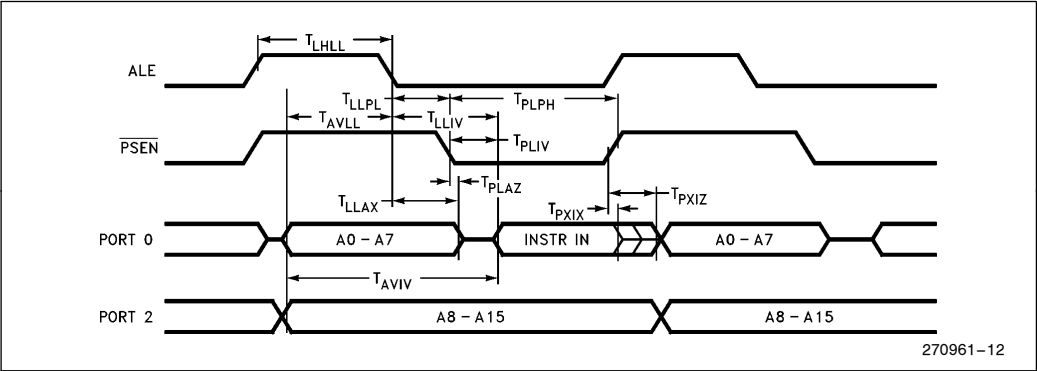 TLHLL
ALE
TLLPL TPLPH
TAVLL TLLIV
PSEN TPLIV
TPLAZ
TLLAX TPXIX TPXIZ
PORT 0 A0–A7 INSTR IN A0–A7
TAVIV
PORT 2 A8–A15 A8–A15
270961–12